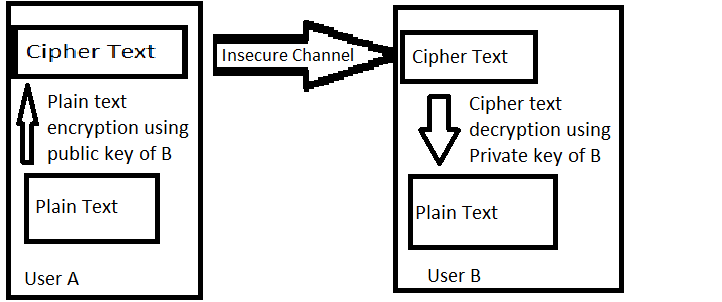 Cipher Text
Plain text
encryption using
public key of B
Plain Text
User A
Insecure Channel
Cipher Text
Cipher text
decryption using
Private key of B
Plain Text
User B